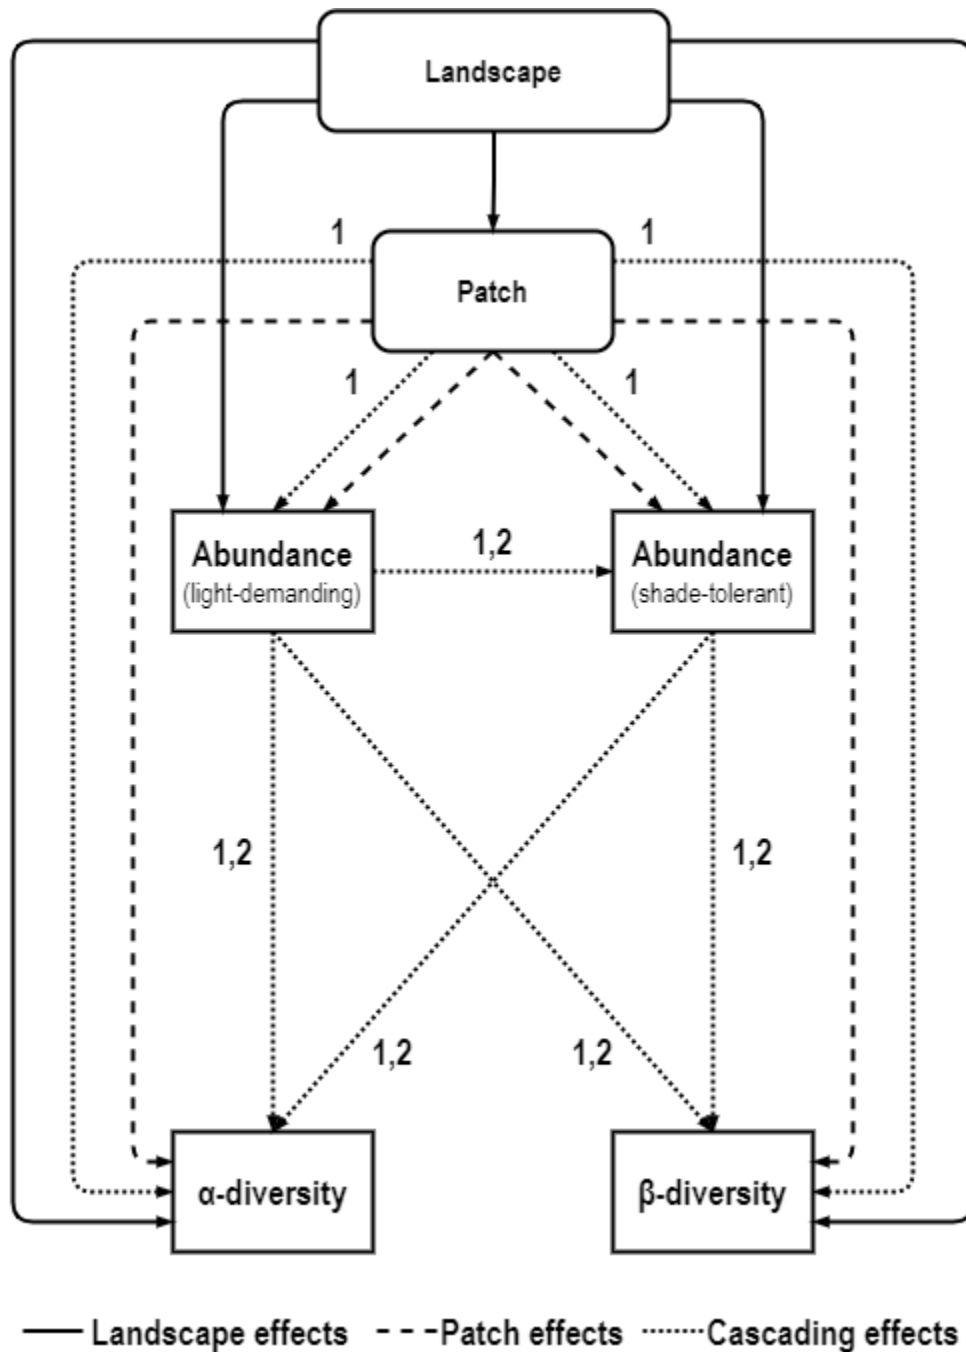 Landscape
1 1
Patch
1 1
Abundance Abundance
(light-demanding) 1,2 (shade-tolerant)
1,2 1,2
1,2 1,2
α-diversity β-diversity
Landscape effects Patch effects Cascading effects